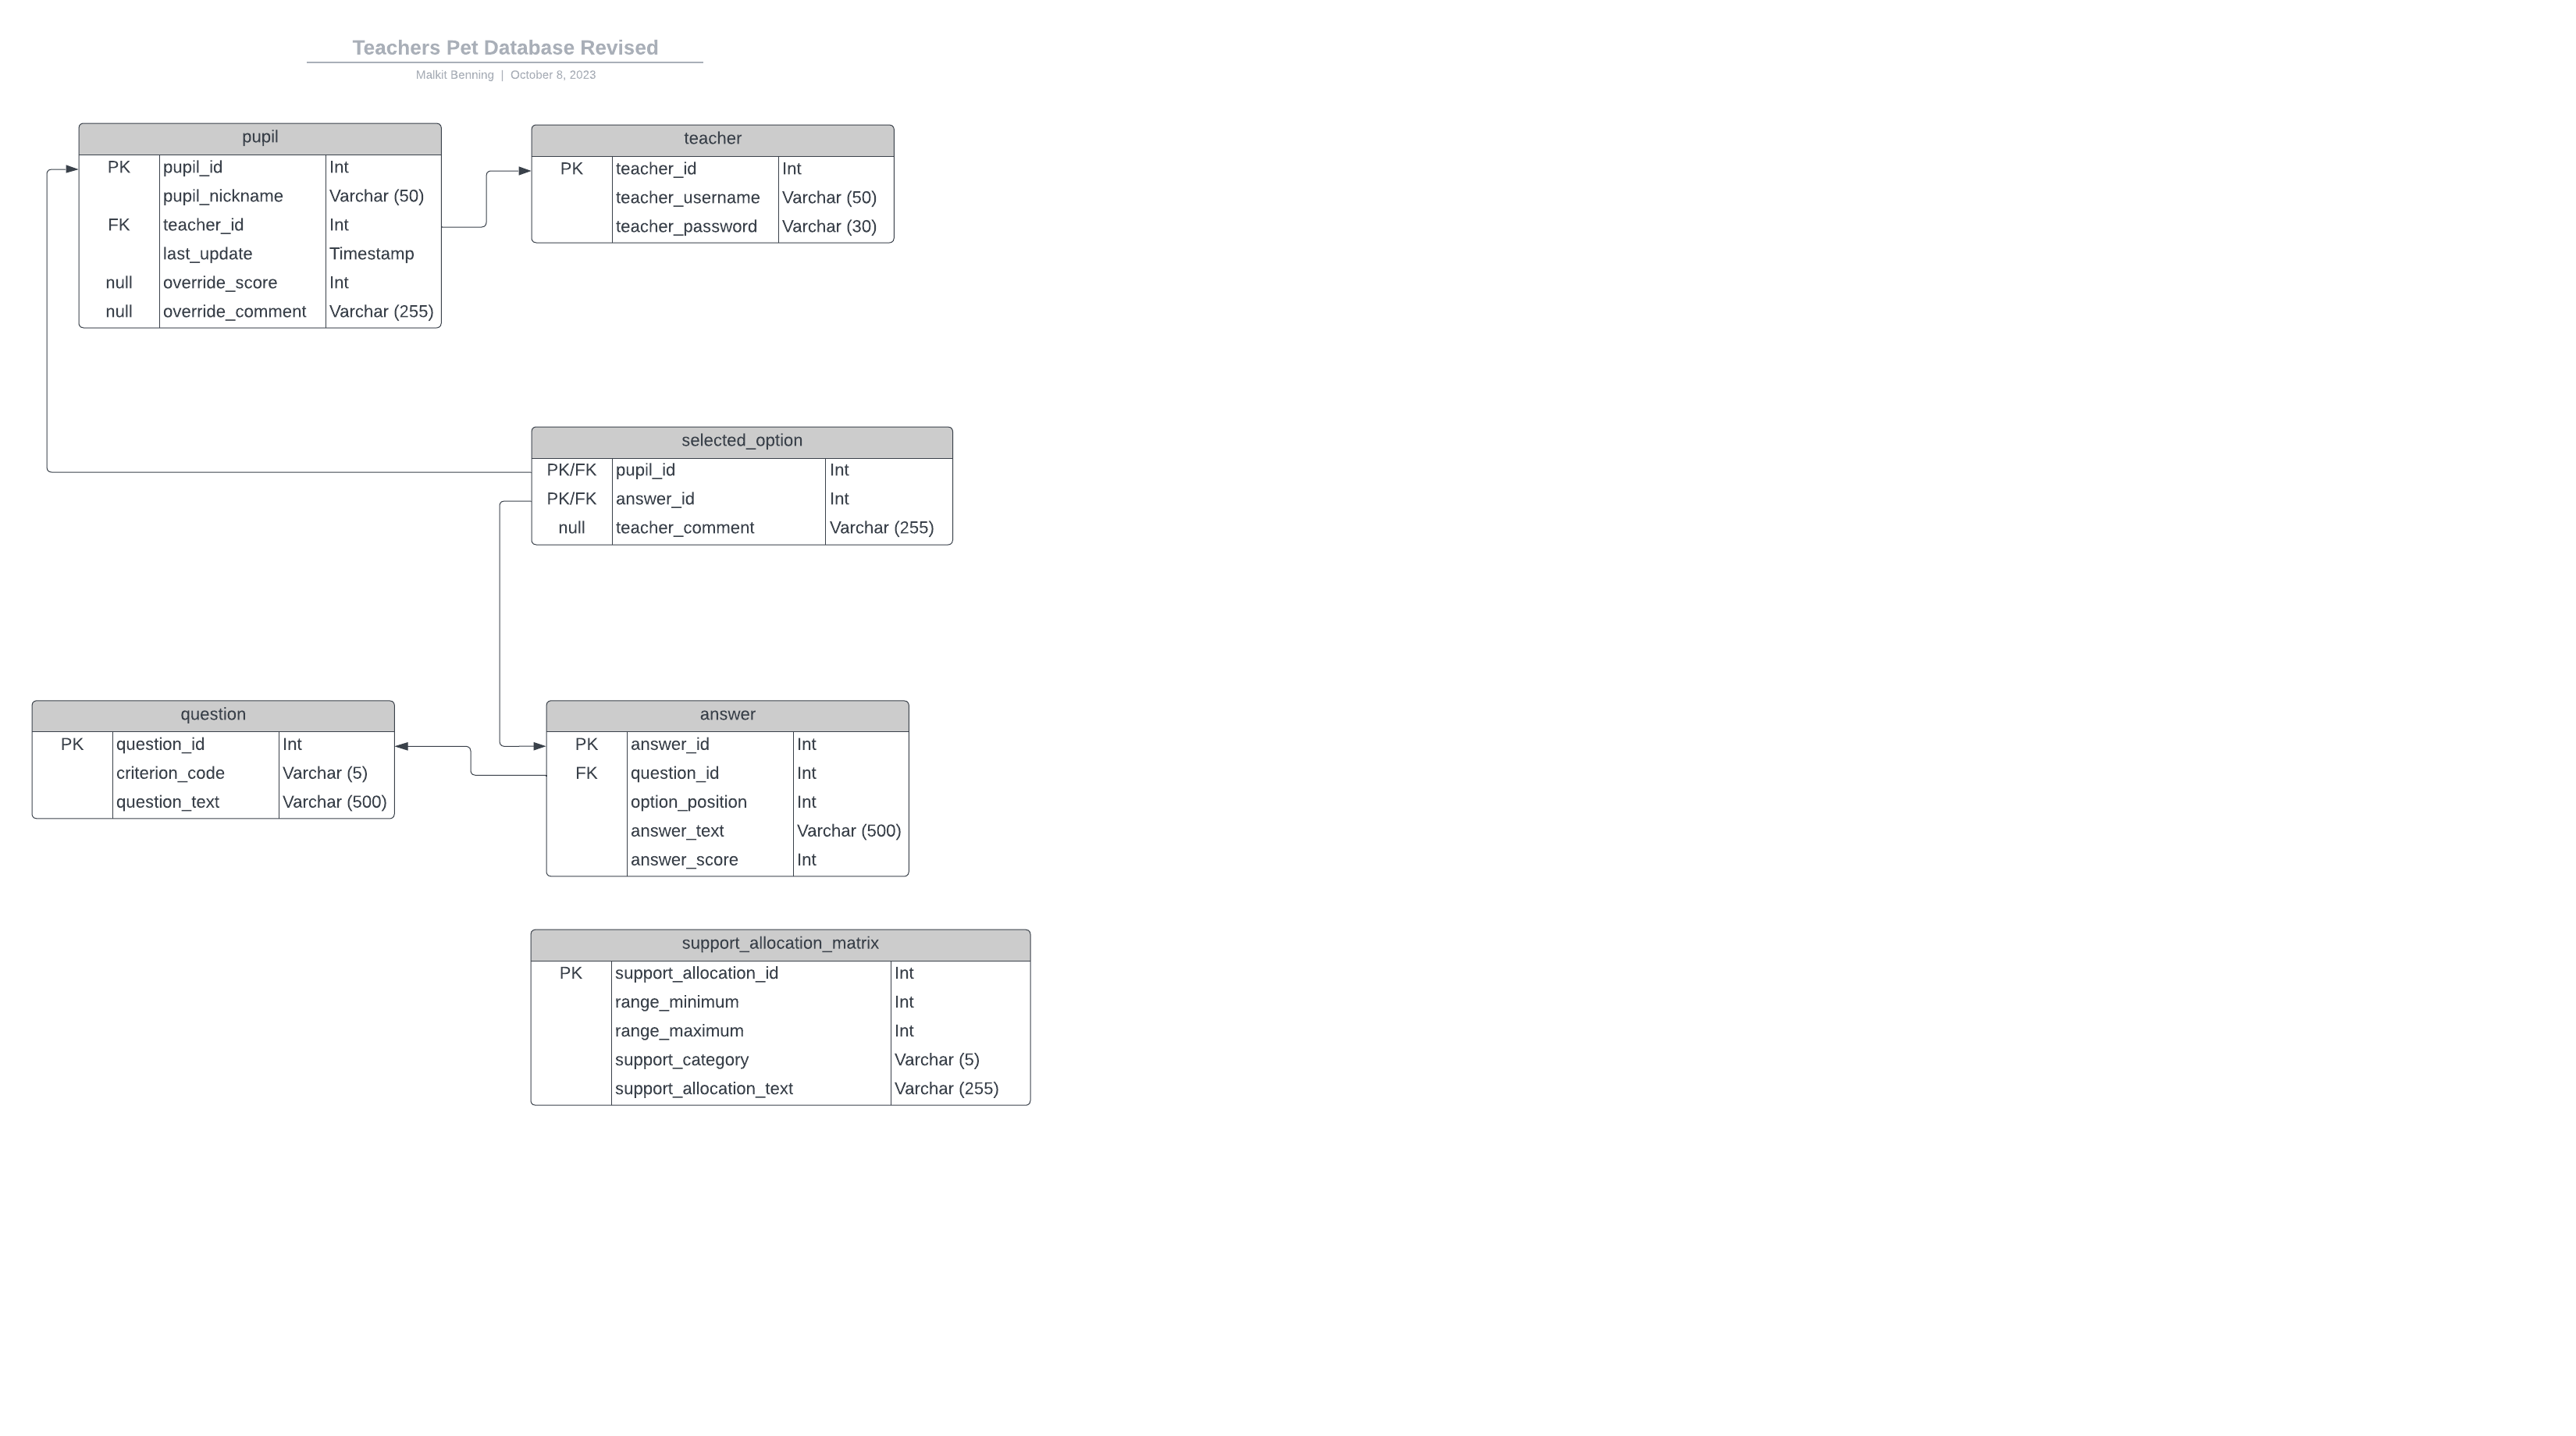 Teachers Pet Database Revised
Malkit Benning | October 8, 2023
pupil
PK pupil_id Int
pupil_nickname Varchar (50)
FK teacher_id Int
last_update Timestamp
null override_score Int
null override_comment Varchar (255)
teacher
PK teacher_id Int
teacher_username Varchar (50)
teacher_password Varchar (30)
selected_option
PK/FK pupil_id Int
PK/FK answer_id Int
null teacher_comment Varchar (255)
question
PK question_id Int
criterion_code Varchar (5)
question_text Varchar (500)
answer
PK answer_id Int
FK question_id Int
option_position Int
answer_text Varchar (500)
answer_score Int
support_allocation_matrix
PK support_allocation_id Int
range_minimum Int
range_maximum Int
support_category Varchar (5)
support_allocation_text Varchar (255)